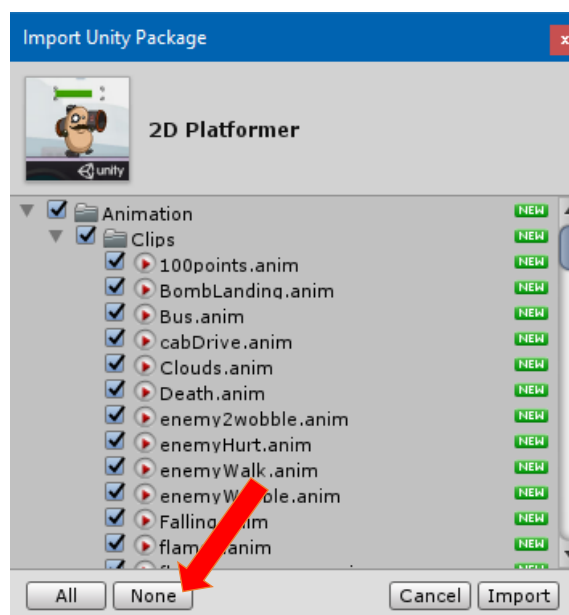 Import Unity Package
x
2D Platformer
unity
Animation NEW
Clips NEW
100points.anim NEW
BombLanding.anim NEW
Bus.anim NEW
cabDrive.anim NEW
Clouds.anim NEW
Death.anim NEW
enemy2wobble.anim NEW
enemyHurt.anim NEW
enemyWalk.anim NEW
NEW
NEW
NEW
All None Cancel Import